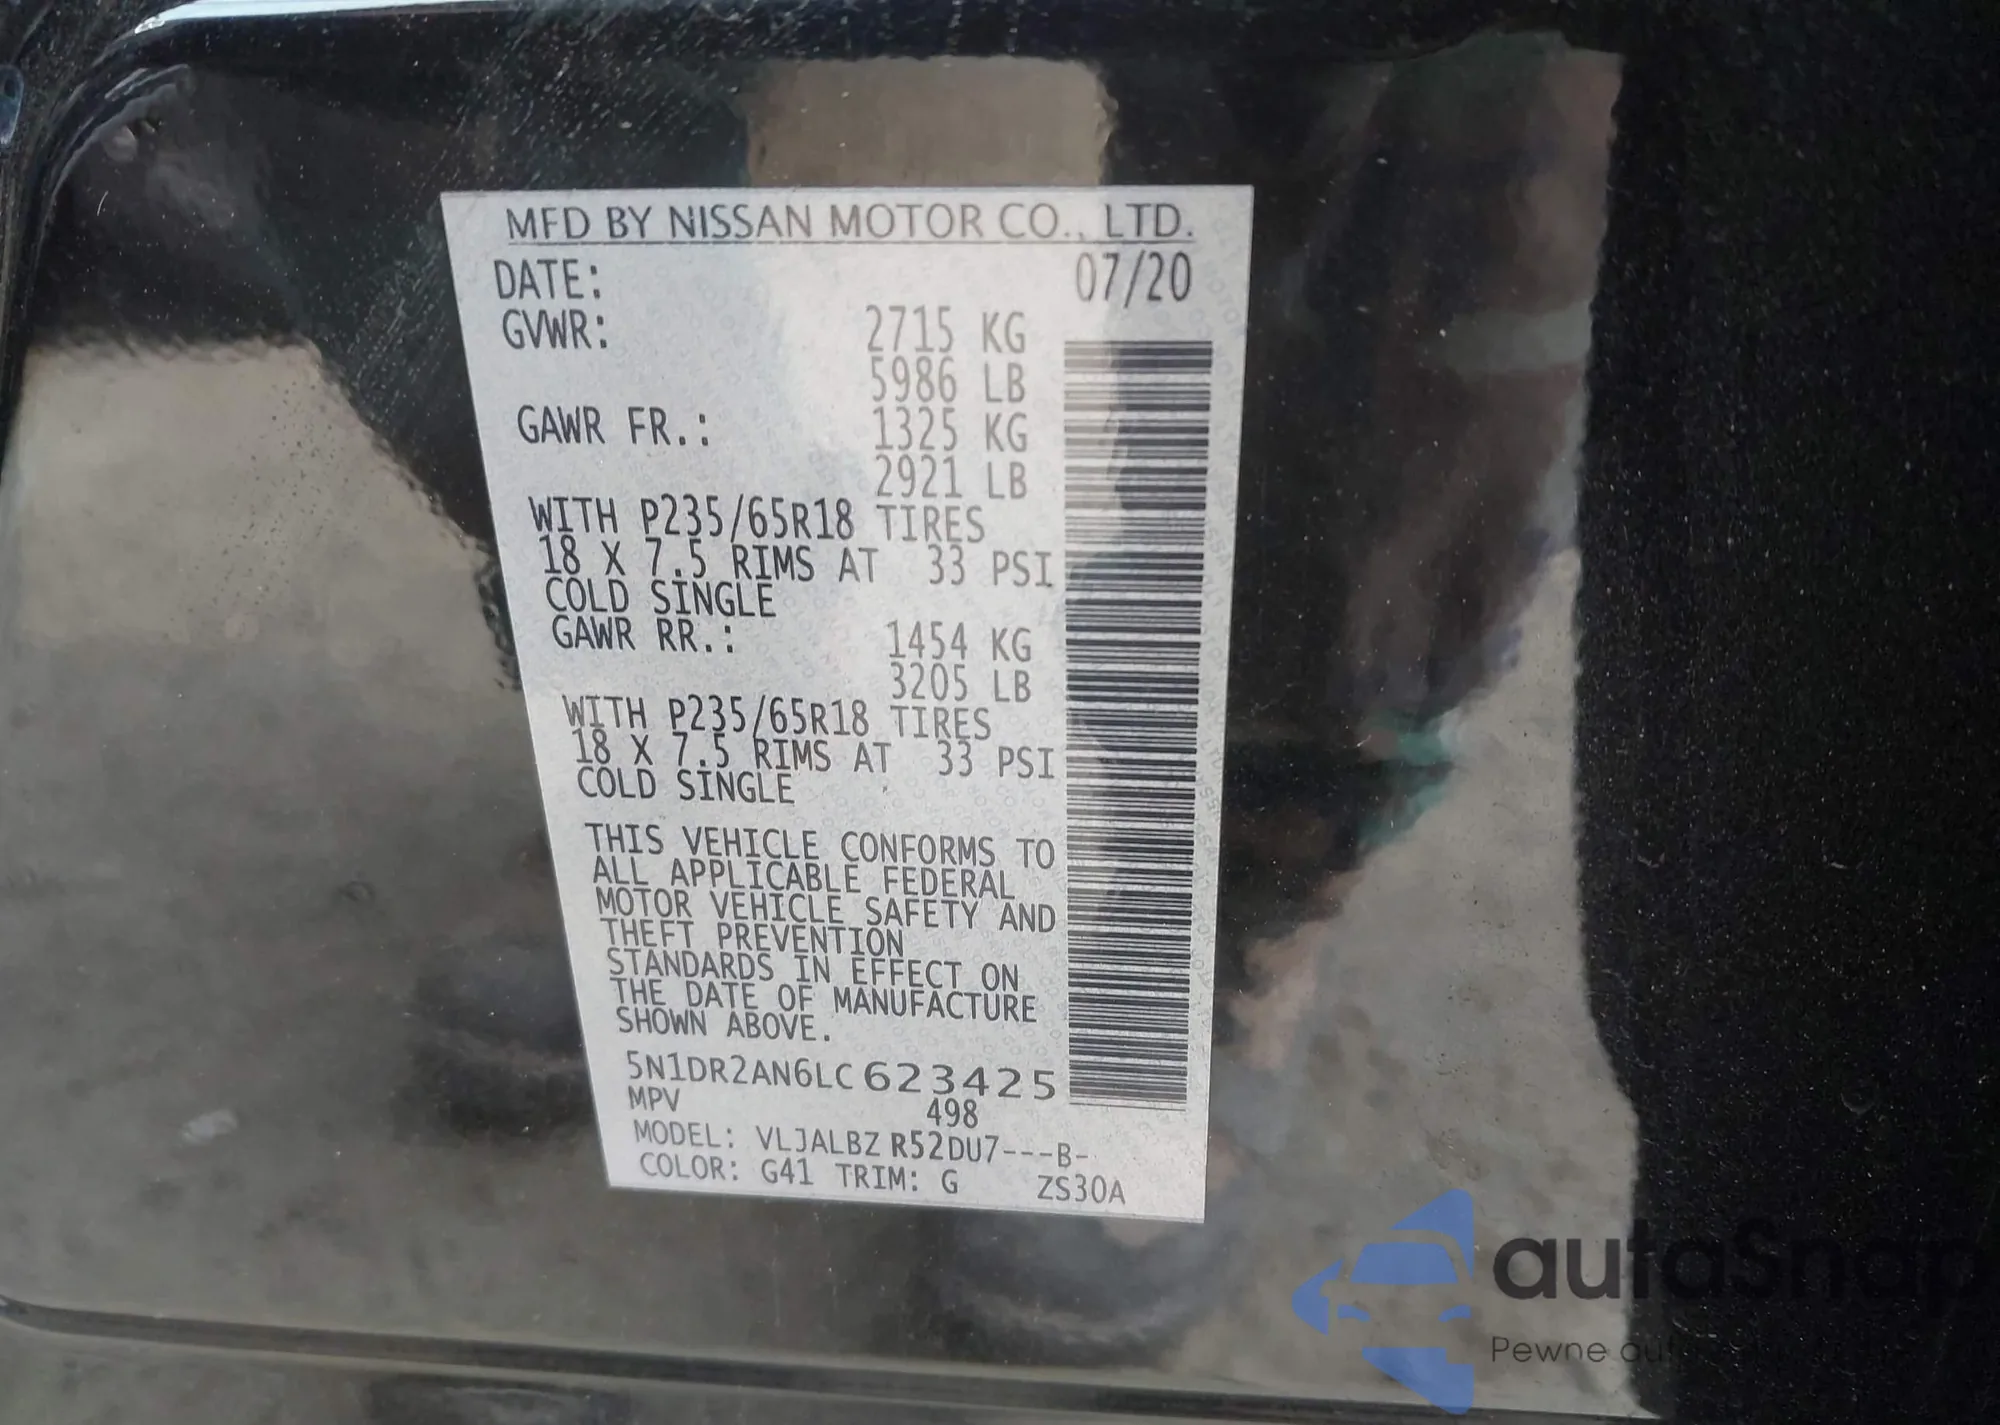 MFD BY NISSAN MOTOR CO., LTD.
DATE: 07/20
GVWR: 2715 KG
5986 LB
GAWR FR.: 1325 KG
2921 LB
WITH P235/65R18 TIRES
18 X 7.5 RIMS AT 33 PSI
COLD SINGLE
GAWR RR.: 1454 KG
3205 LB
WITH P235/65R18 TIRES
18 X 7.5 RIMS AT 33 PSI
COLD SINGLE
THIS VEHICLE CONFORMS TO
ALL APPLICABLE FEDERAL
MOTOR VEHICLE SAFETY AND
THEFT PREVENTION
STANDARDS IN EFFECT ON
THE DATE OF MANUFACTURE
SHOWN ABOVE.
5N1DR2AN6LC623425
MPV 498
MODEL: VLJALBZ R52DU7---B-
COLOR: G41 TRIM: G ZS30A
autaSnap
Pewne